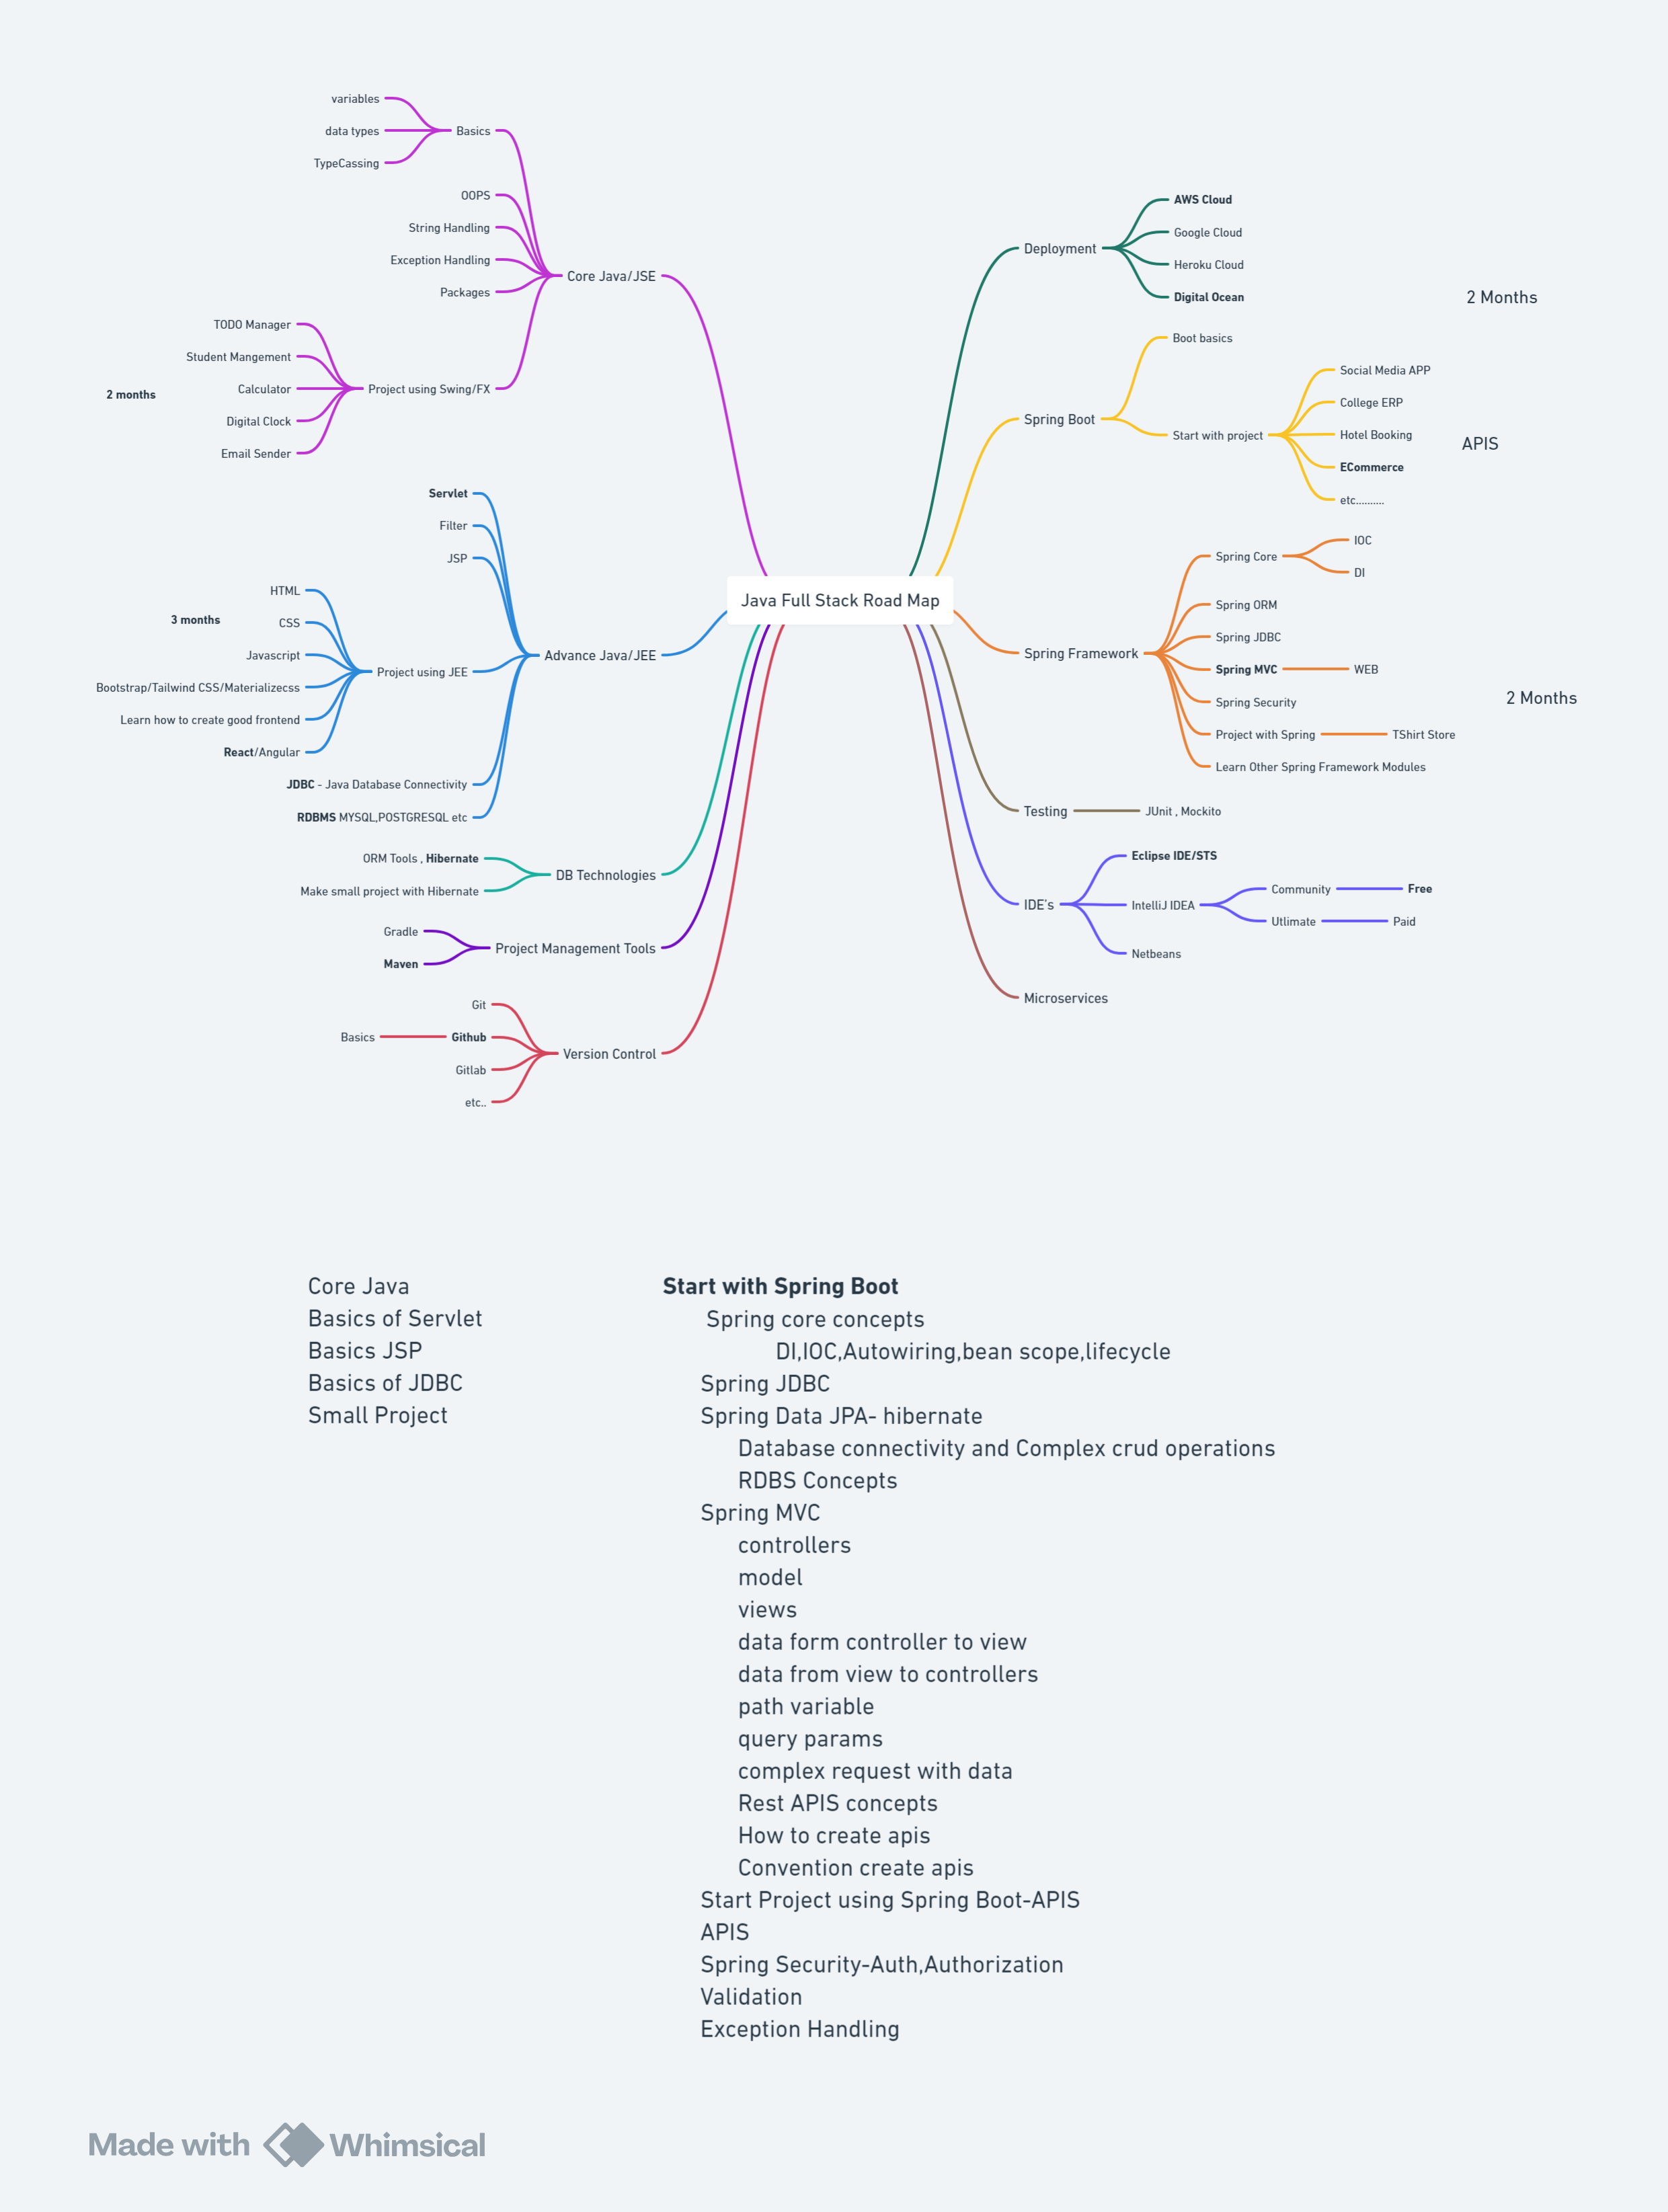 Java Full Stack Road Map
Core Java/JSE
Basics
variables
data types
TypeCassing
OOPS
String Handling
Exception Handling
Packages
Project using Swing/FX
TODO Manager
Student Mangement
Calculator
Digital Clock
Email Sender
2 months
Advance Java/JEE
Servlet
Filter
JSP
Project using JEE
HTML
CSS
Javascript
Bootstrap/Tailwind CSS/Materializecss
Learn how to create good frontend
React/Angular
3 months
JDBC - Java Database Connectivity
RDBMS MYSQL,POSTGRESQL etc
DB Technologies
ORM Tools , Hibernate
Make small project with Hibernate
Project Management Tools
Gradle
Maven
Version Control
Git
Github
Basics
Gitlab
etc..
Deployment
AWS Cloud
Google Cloud
Heroku Cloud
Digital Ocean
2 Months
Spring Boot
Boot basics
Start with project
Social Media APP
College ERP
Hotel Booking
ECommerce
etc..........
APIS
Spring Framework
Spring Core
IOC
DI
Spring ORM
Spring JDBC
Spring MVC
WEB
Spring Security
Project with Spring
TShirt Store
Learn Other Spring Framework Modules
2 Months
Testing
JUnit , Mockito
IDE's
Eclipse IDE/STS
IntelliJ IDEA
Community
Free
Utlimate
Paid
Netbeans
Microservices
Core Java
Basics of Servlet
Basics JSP
Basics of JDBC
Small Project
Start with Spring Boot
Spring core concepts
DI,IOC,Autowiring,bean scope,lifecycle
Spring JDBC
Spring Data JPA- hibernate
Database connectivity and Complex crud operations
RDBS Concepts
Spring MVC
controllers
model
views
data form controller to view
data from view to controllers
path variable
query params
complex request with data
Rest APIS concepts
How to create apis
Convention create apis
Start Project using Spring Boot-APIS
APIS
Spring Security-Auth,Authorization
Validation
Exception Handling
Made with Whimsical